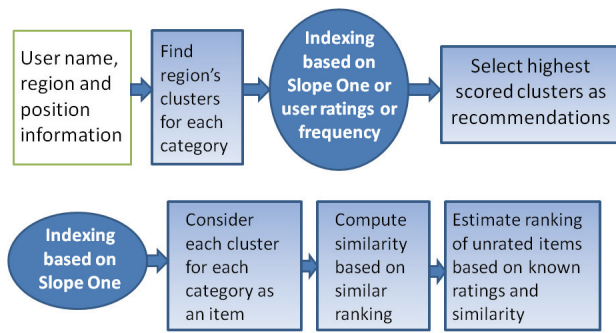 User name,
region and
position
information
Find
region's
clusters
for each
category
Indexing
based on
Slope One or
user ratings or
frequency
Select highest
scored clusters as
recommendations
Indexing
based on
Slope One
Consider
each cluster
for each
category as
an item
Compute
similarity
based on
similar
ranking
Estimate ranking
of unrated items
based on known
ratings and
similarity